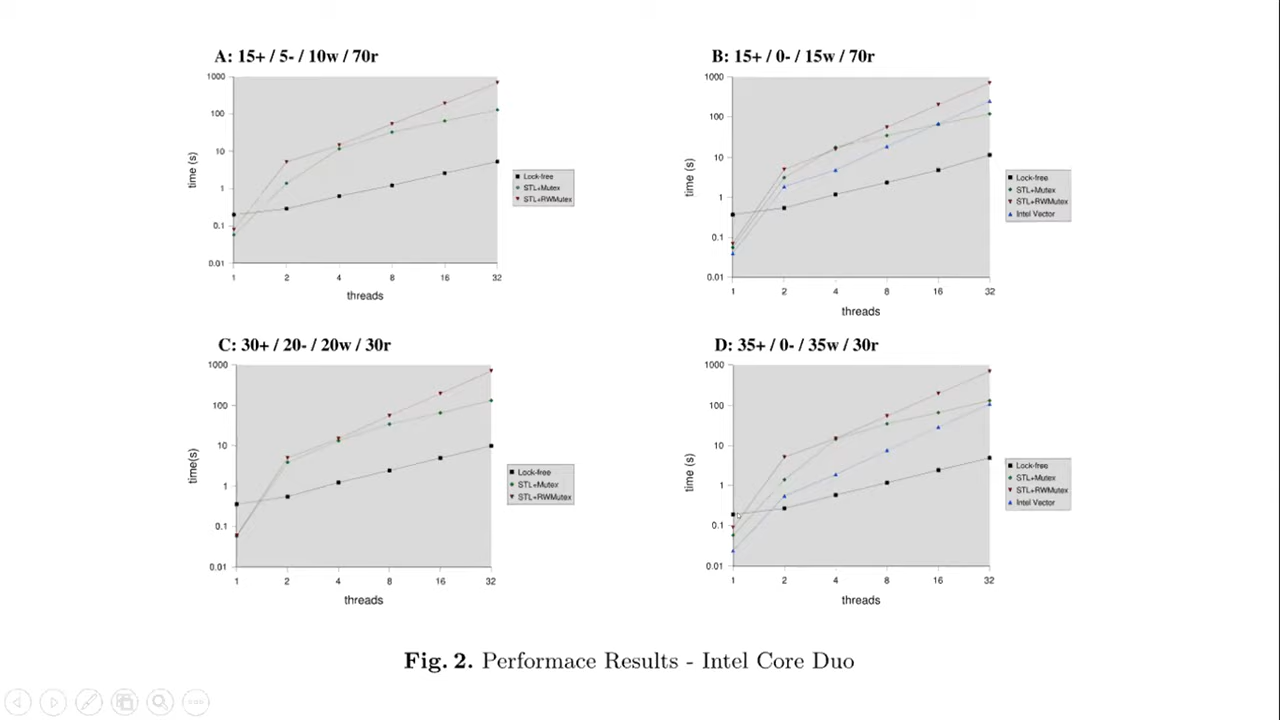 A: 15+ / 5- / 10w / 70r
1000
100
10
1
0.1
0.01
time (s)
1 2 4 8 16 32
threads
Lock-free
STL+Mutex
STL+RWMutex
B: 15+ / 0- / 15w / 70r
1000
100
10
1
0.1
0.01
time (s)
1 2 4 8 16 32
threads
Lock-free
STL+Mutex
STL+RWMutex
Intel Vector
C: 30+ / 20- / 20w / 30r
1000
100
10
1
0.1
0.01
time(s)
1 2 4 8 16 32
threads
Lock-free
STL+Mutex
STL+RWMutex
D: 35+ / 0- / 35w / 30r
1000
100
10
1
0.1
0.01
time (s)
1 2 4 8 16 32
threads
Lock-free
STL+Mutex
STL+RWMutex
Intel Vector
Fig. 2. Performace Results - Intel Core Duo